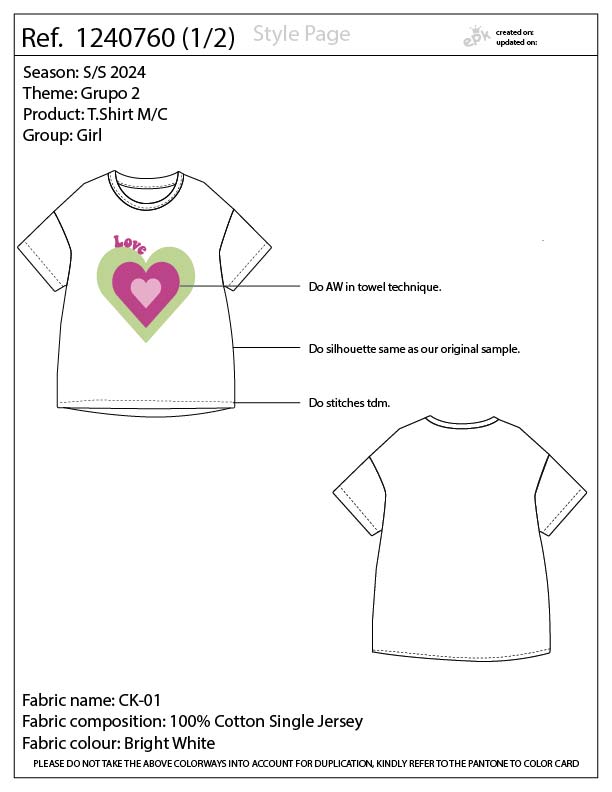 Ref. 1240760 (1/2)
Style Page
epk
created on:
updated on:
Season: S/S 2024
Theme: Grupo 2
Product: T.Shirt M/C
Group: Girl
Love
Do AW in towel technique.
Do silhouette same as our original sample.
Do stitches tdm.
Fabric name: CK-01
Fabric composition: 100% Cotton Single Jersey
Fabric colour: Bright White
PLEASE DO NOT TAKE THE ABOVE COLORWAYS INTO ACCOUNT FOR DUPLICATION, KINDLY REFER TO THE PANTONE TO COLOR CARD